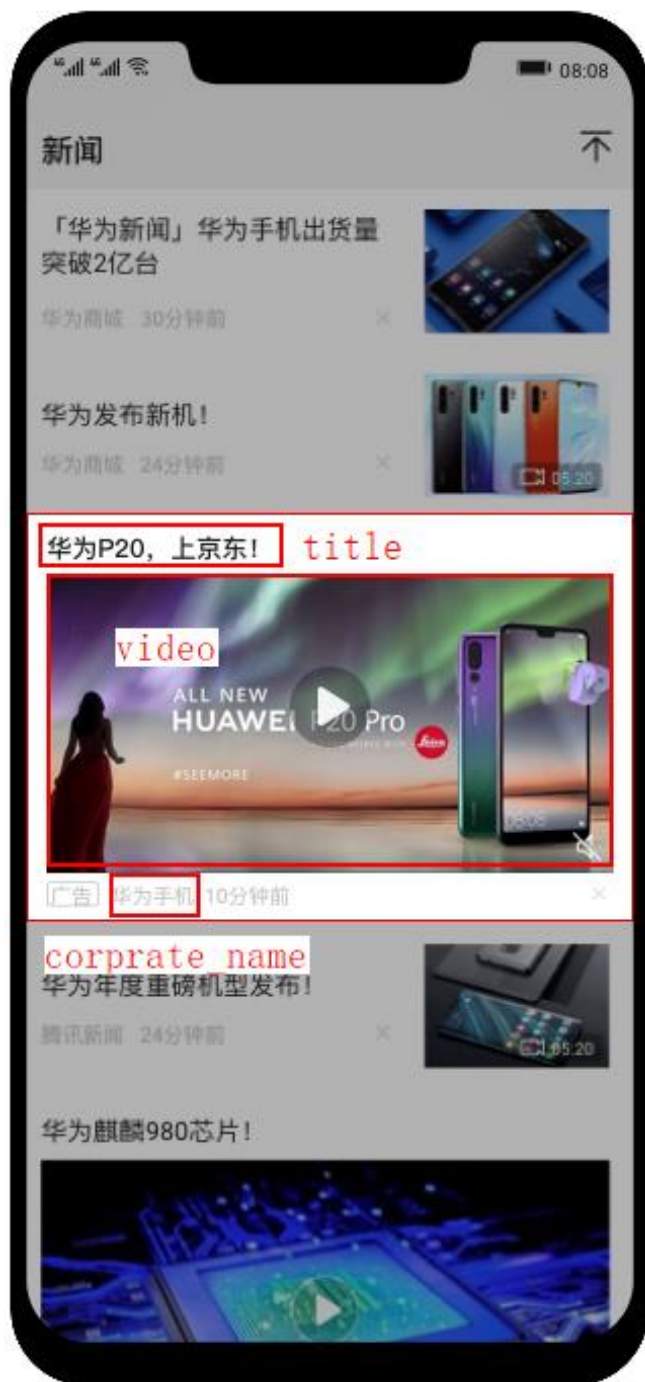 4G 4G 08:08
新闻
「华为新闻」华为手机出货量
突破2亿台
华为商城 30分钟前 ×
华为发布新机！
华为商城 24分钟前 ×
05:20
华为P20，上京东！ title
video
ALL NEW
HUAWEI P20 Pro
#SEEMORE
Leica
08:08
广告 华为手机 10分钟前 ×
corprate_name
华为年度重磅机型发布！
腾讯新闻 24分钟前 ×
05:20
华为麒麟980芯片！